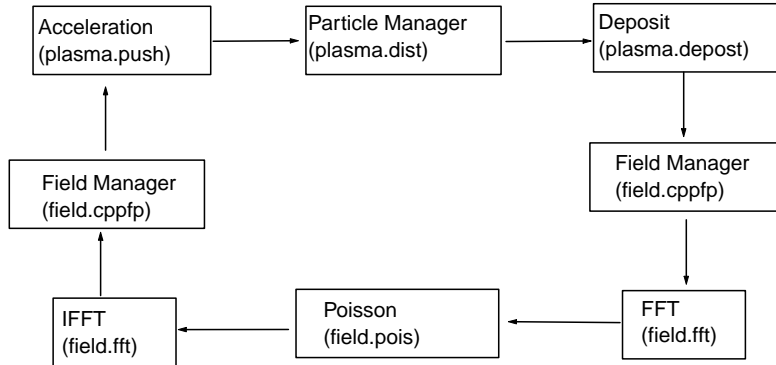 Acceleration
(plasma.push)
Particle Manager
(plasma.dist)
Deposit
(plasma.depost)
Field Manager
(field.cppfp)
Field Manager
(field.cppfp)
IFFT
(field.fft)
Poisson
(field.pois)
FFT
(field.fft)